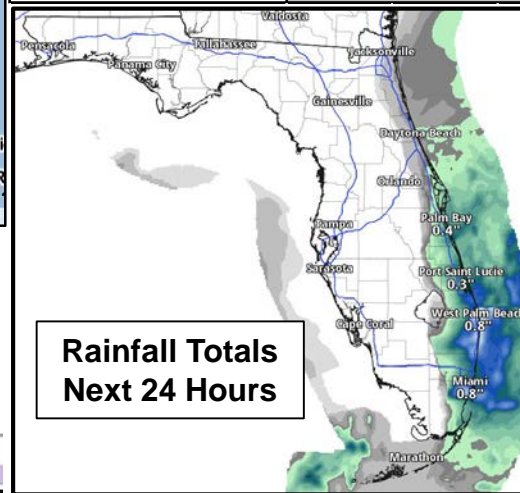 Valdosta
Pensacola
Tallahassee
Jacksonville
Panama City
Gainesville
Daytona Beach
Orlando
Palm Bay
0.4"
Tampa
Sarasota
Port Saint Lucie
0.3"
West Palm Beach
0.8"
Cape Coral
Rainfall Totals
Next 24 Hours
Miami
0.8"
Marathon